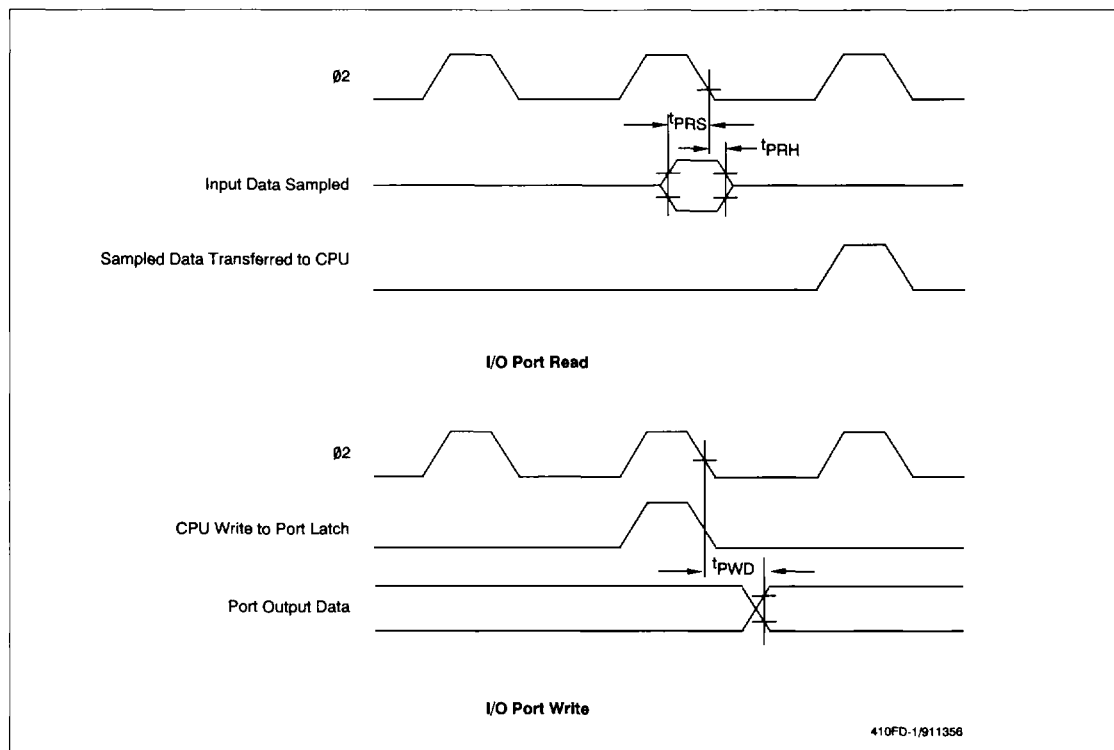 Ø2
tPRS
tPRH
Input Data Sampled
Sampled Data Transferred to CPU
I/O Port Read
Ø2
CPU Write to Port Latch
tPWD
Port Output Data
I/O Port Write
410FD-1/911356